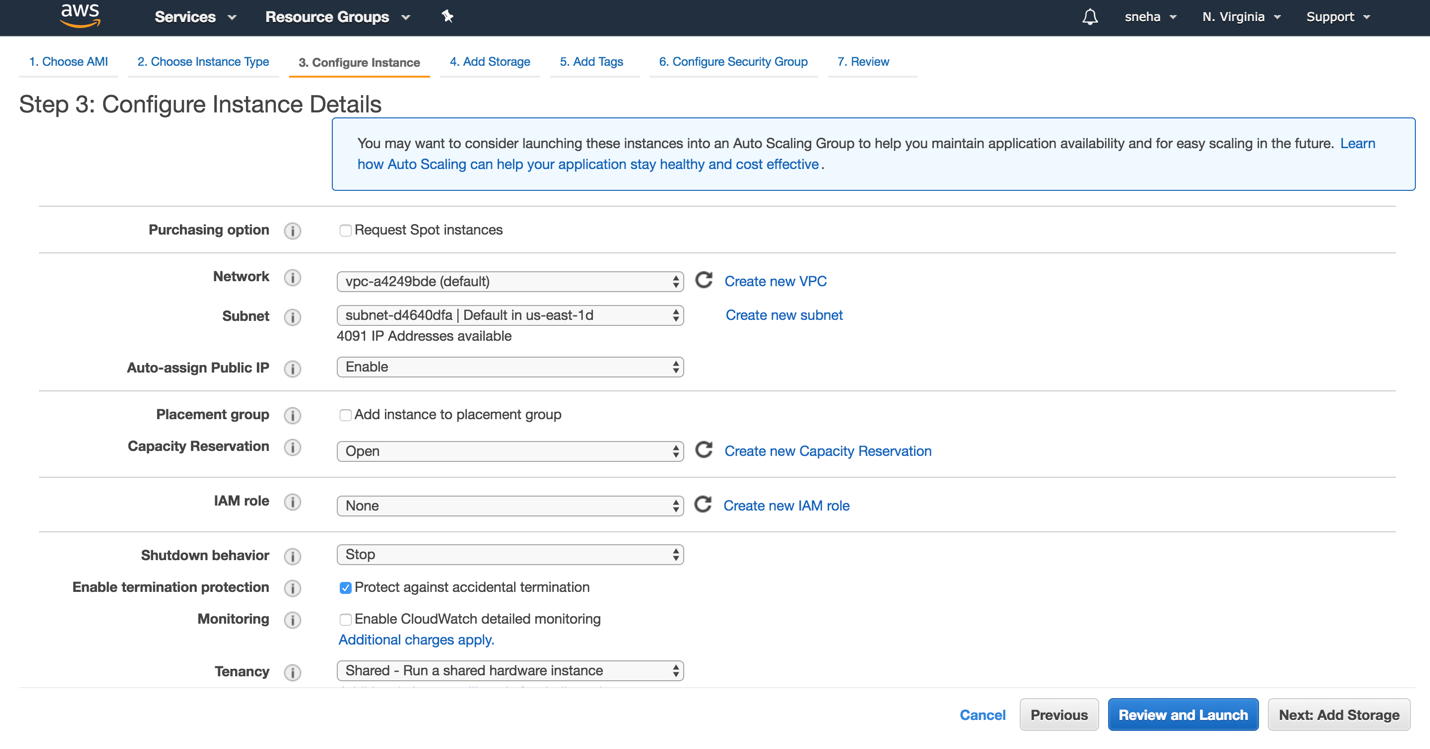 aws Services Resource Groups sneha N. Virginia Support
1. Choose AMI 2. Choose Instance Type 3. Configure Instance 4. Add Storage 5. Add Tags 6. Configure Security Group 7. Review
Step 3: Configure Instance Details
You may want to consider launching these instances into an Auto Scaling Group to help you maintain application availability and for easy scaling in the future. Learn
how Auto Scaling can help your application stay healthy and cost effective.
Purchasing option i Request Spot instances
Network i vpc-a4249bde (default) Create new VPC
Subnet i subnet-d4640dfa | Default in us-east-1d Create new subnet
4091 IP Addresses available
Auto-assign Public IP i Enable
Placement group i Add instance to placement group
Capacity Reservation i Open Create new Capacity Reservation
IAM role i None Create new IAM role
Shutdown behavior i Stop
Enable termination protection i Protect against accidental termination
Monitoring i Enable CloudWatch detailed monitoring
Additional charges apply.
Tenancy i Shared - Run a shared hardware instance
Cancel Previous Review and Launch Next: Add Storage